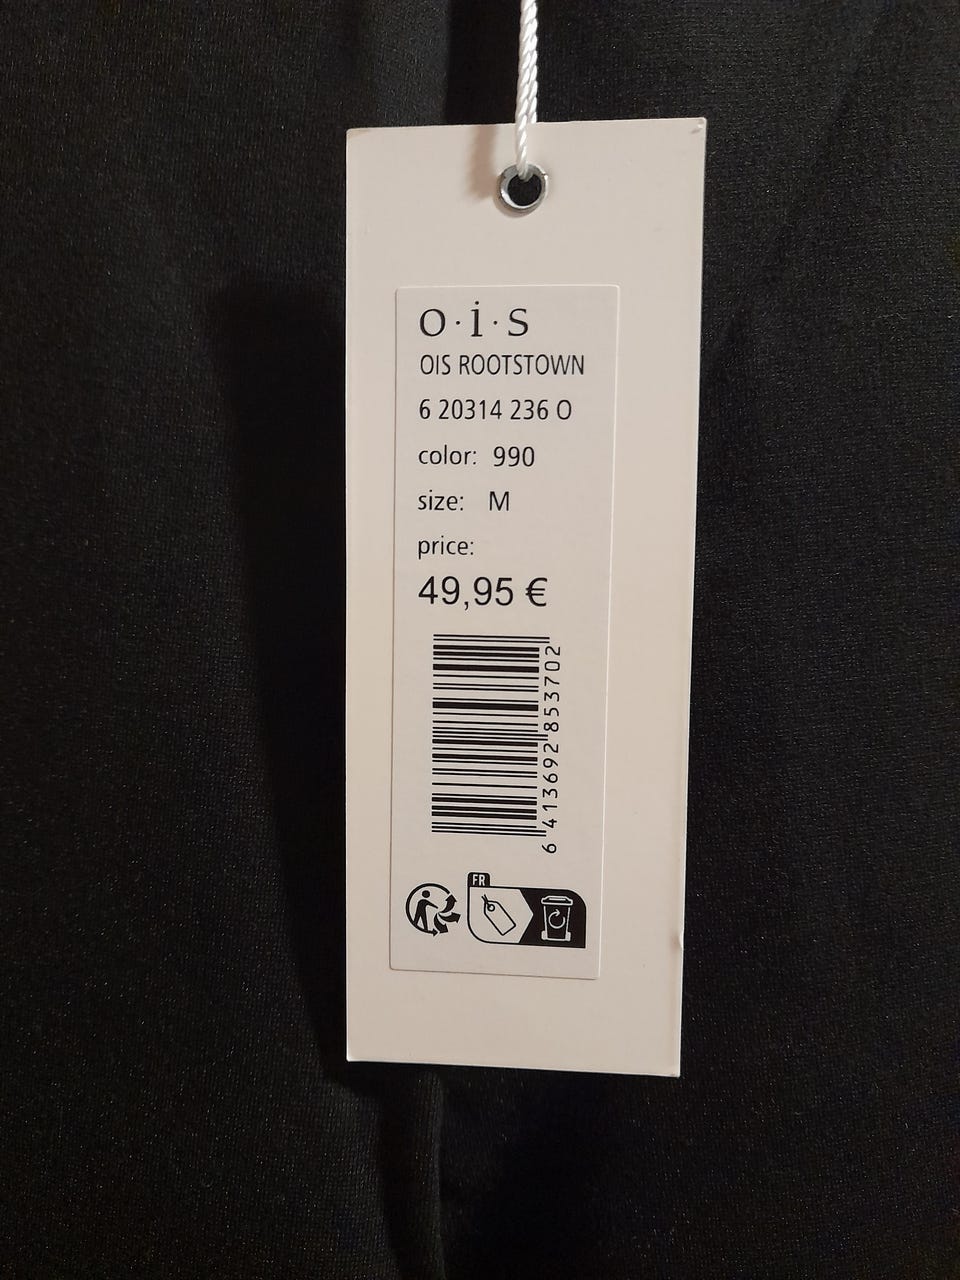 o·i·s
OIS ROOTSTOWN
6 20314 236 O
color: 990
size: M
price:
49,95 €
6 413692 853702
FR